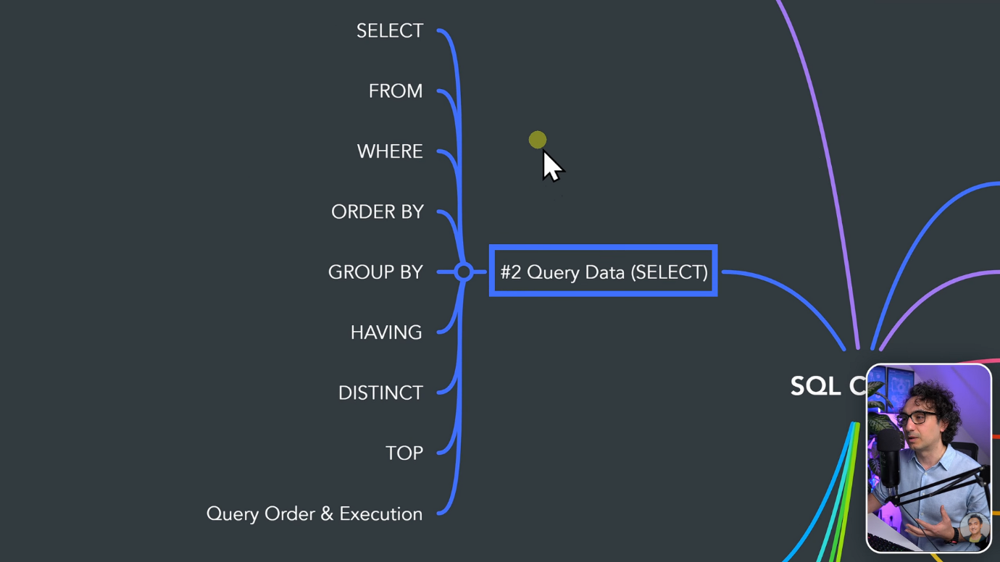 SELECT
FROM
WHERE
ORDER BY
GROUP BY
#2 Query Data (SELECT)
HAVING
SQL C
DISTINCT
TOP
Query Order & Execution